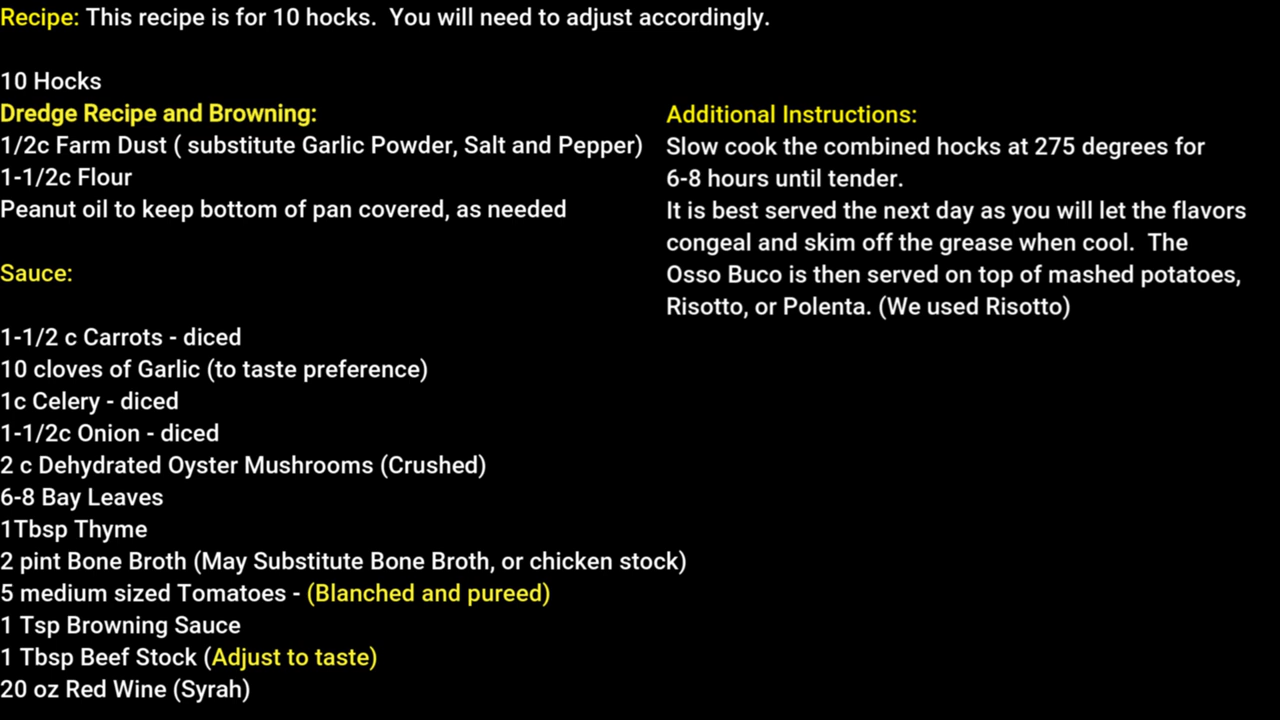 Recipe: This recipe is for 10 hocks.  You will need to adjust accordingly.
10 Hocks
Dredge Recipe and Browning:
1/2c Farm Dust ( substitute Garlic Powder, Salt and Pepper)
1-1/2c Flour
Peanut oil to keep bottom of pan covered, as needed
Sauce:
1-1/2 c Carrots - diced
10 cloves of Garlic (to taste preference)
1c Celery - diced
1-1/2c Onion - diced
2 c Dehydrated Oyster Mushrooms (Crushed)
6-8 Bay Leaves
1Tbsp Thyme
2 pint Bone Broth (May Substitute Bone Broth, or chicken stock)
5 medium sized Tomatoes - (Blanched and pureed)
1 Tsp Browning Sauce
1 Tbsp Beef Stock (Adjust to taste)
20 oz Red Wine (Syrah)
Additional Instructions:
Slow cook the combined hocks at 275 degrees for
6-8 hours until tender.
It is best served the next day as you will let the flavors
congeal and skim off the grease when cool.  The
Osso Buco is then served on top of mashed potatoes,
Risotto, or Polenta. (We used Risotto)